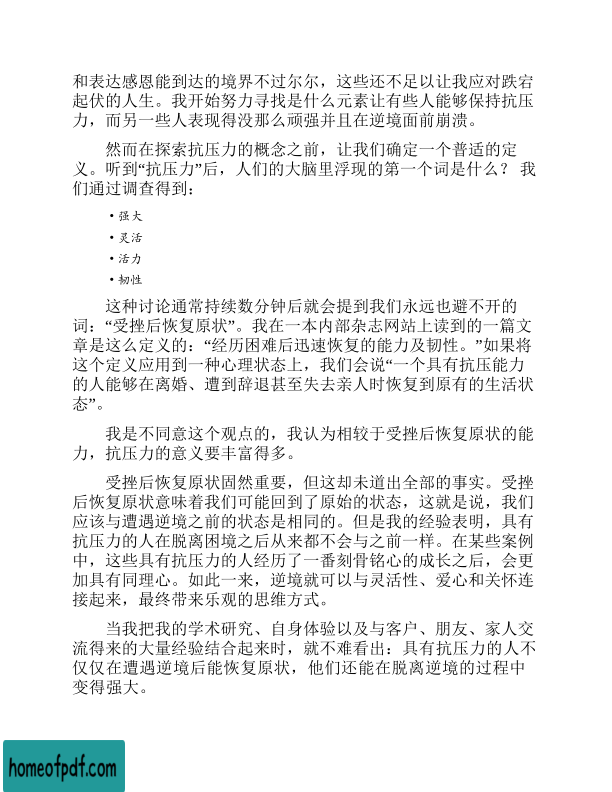 和表达感恩能到达的境界不过尔尔，这些还不足以让我应对跌宕
起伏的人生。我开始努力寻找是什么元素让有些人能够保持抗压
力，而另一些人表现得没那么顽强并且在逆境面前崩溃。
然而在探索抗压力的概念之前，让我们确定一个普适的定
义。听到“抗压力”后，人们的大脑里浮现的第一个词是什么？ 我
们通过调查得到：
·强大
·灵活
·活力
·韧性
这种讨论通常持续数分钟后就会提到我们永远也避不开的
词：“受挫后恢复原状”。我在一本内部杂志网站上读到的一篇文
章是这么定义的：“经历困难后迅速恢复的能力及韧性。”如果将
这个定义应用到一种心理状态上，我们会说“一个具有抗压能力
的人能够在离婚、遭到辞退甚至失去亲人时恢复到原有的生活状
态”。
我是不同意这个观点的，我认为相较于受挫后恢复原状的能
力，抗压力的意义要丰富得多。
受挫后恢复原状固然重要，但这却未道出全部的事实。受挫
后恢复原状意味着我们可能回到了原始的状态，这就是说，我们
应该与遭遇逆境之前的状态是相同的。但是我的经验表明，具有
抗压力的人在脱离困境之后从来都不会与之前一样。在某些案例
中，这些具有抗压力的人经历了一番刻骨铭心的成长之后，会更
加具有同理心。如此一来，逆境就可以与灵活性、爱心和关怀连
接起来，最终带来乐观的思维方式。
当我把我的学术研究、自身体验以及与客户、朋友、家人交
流得来的大量经验结合起来时，就不难看出：具有抗压力的人不
仅仅在遭遇逆境后能恢复原状，他们还能在脱离逆境的过程中
变得强大。
homeofpdf.com